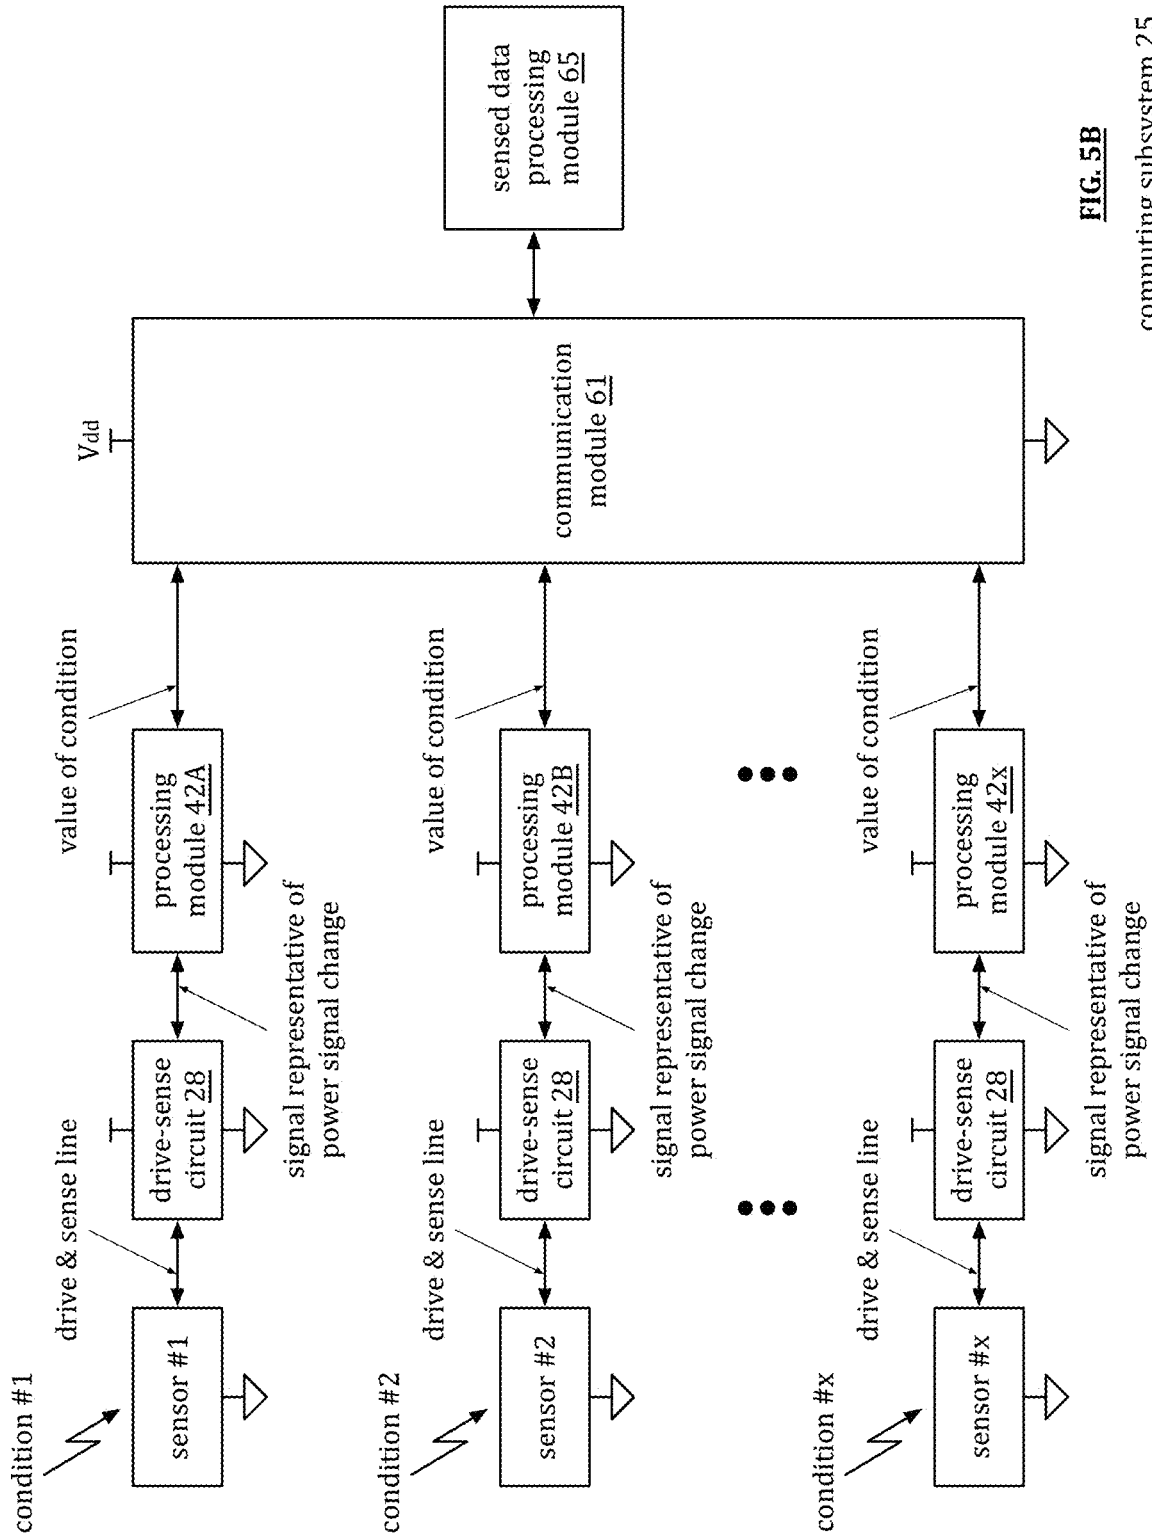 condition #1
drive & sense line
value of condition
Vdd
sensor #1
drive-sense
circuit 28
processing
module 42A
signal representative of
power signal change
condition #2
drive & sense line
value of condition
sensor #2
drive-sense
circuit 28
processing
module 42B
signal representative of
power signal change
communication
module 61
sensed data
processing
module 65
condition #x
drive & sense line
value of condition
sensor #x
drive-sense
circuit 28
processing
module 42x
signal representative of
power signal change
FIG. 5B
computing subsystem 25